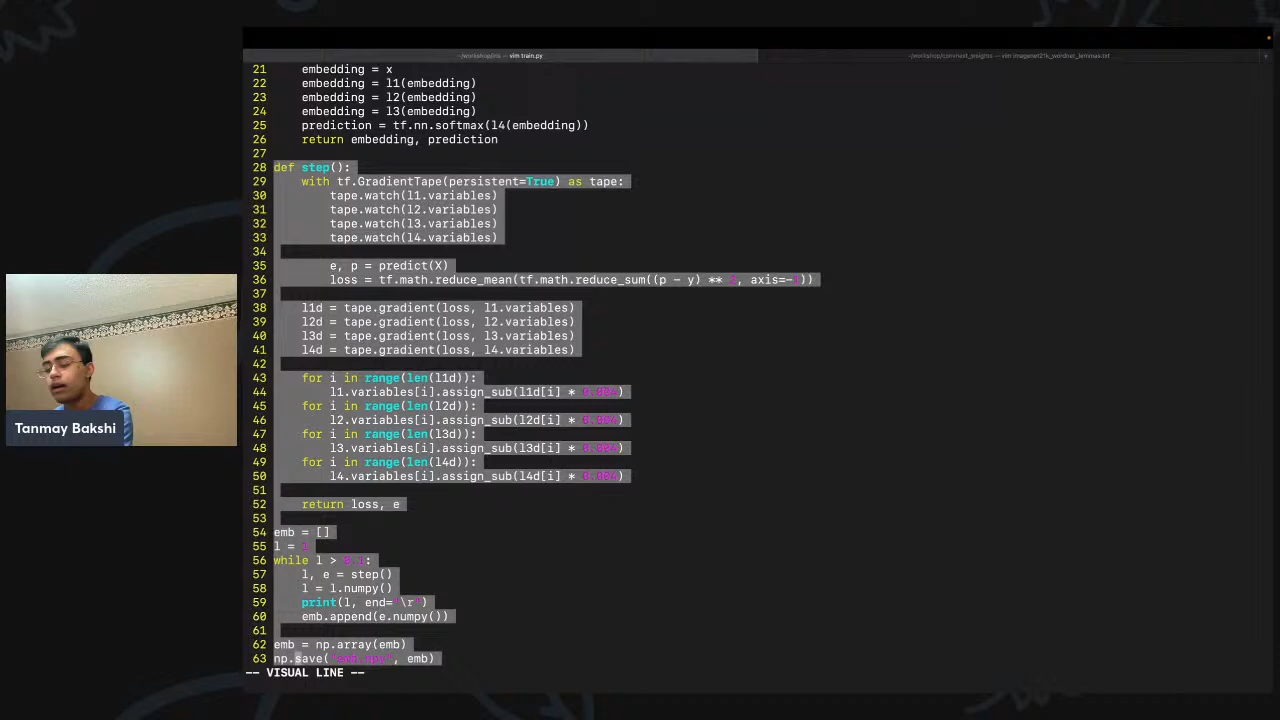 ~/workshop/iris — vim train.py
21 embedding = x
22 embedding = l1(embedding)
23 embedding = l2(embedding)
24 embedding = l3(embedding)
25 prediction = tf.nn.softmax(l4(embedding))
26 return embedding, prediction
27
28 def step():
29 with tf.GradientTape(persistent=True) as tape:
30 tape.watch(l1.variables)
31 tape.watch(l2.variables)
32 tape.watch(l3.variables)
33 tape.watch(l4.variables)
34
35 e, p = predict(X)
36 loss = tf.math.reduce_mean(tf.math.reduce_sum((p - y) ** , axis=- ))
37
38 l1d = tape.gradient(loss, l1.variables)
39 l2d = tape.gradient(loss, l2.variables)
40 l3d = tape.gradient(loss, l3.variables)
41 l4d = tape.gradient(loss, l4.variables)
42
43 for i in range(len(l1d)):
44 l1.variables[i].assign_sub(l1d[i] * )
45 for i in range(len(l2d)):
46 l2.variables[i].assign_sub(l2d[i] * )
47 for i in range(len(l3d)):
48 l3.variables[i].assign_sub(l3d[i] * )
49 for i in range(len(l4d)):
50 l4.variables[i].assign_sub(l4d[i] * )
51
52 return loss, e
53
54 emb = []
55 l =
56 while l > :
57 l, e = step()
58 l = l.numpy()
59 print(l, end="\r")
60 emb.append(e.numpy())
61
62 emb = np.array(emb)
63 np.save( , emb)
-- VISUAL LINE --
Tanmay Bakshi